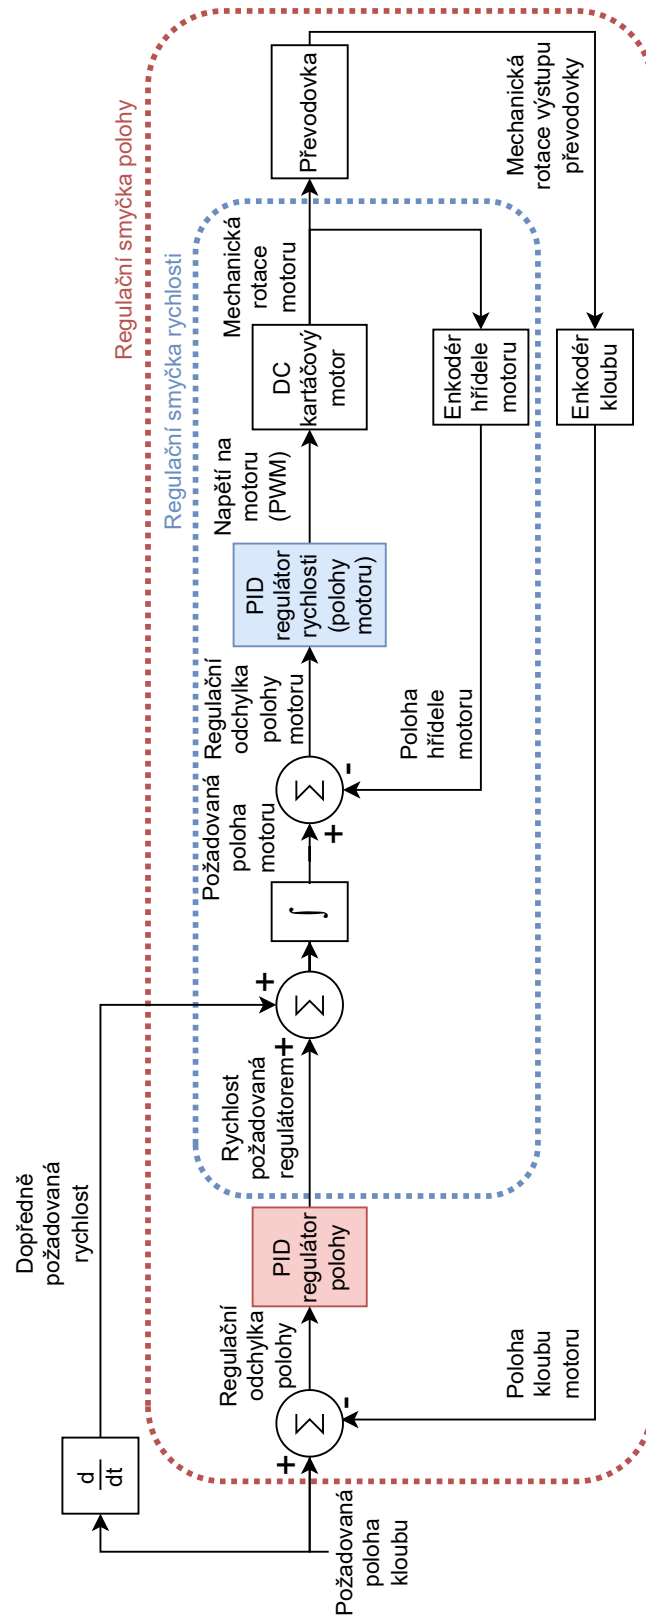 Regulační smyčka polohy
Regulační smyčka rychlosti
Dopředně
požadovaná
rychlost
d
dt
Požadovaná
poloha
kloubu
+
-
Σ
Regulační
odchylka
polohy
PID
regulátor
polohy
Rychlost
požadovaná
regulátorem
+
+
Σ
∫
Požadovaná
poloha
motoru
+
-
Σ
Regulační
odchylka
polohy
motoru
PID
regulátor
rychlosti
(polohy
motoru)
Napětí na
motoru
(PWM)
DC
kartáčový
motor
Mechanická
rotace
motoru
Převodovka
Mechanická
rotace výstupu
převodovky
Enkodér
hřídele
motoru
Poloha
hřídele
motoru
Enkodér
kloubu
Poloha
kloubu
motoru